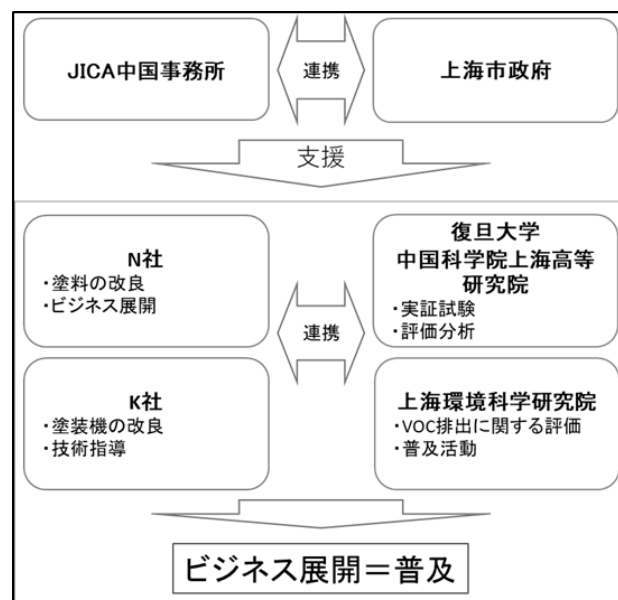 JICA中国事務所
連携
上海市政府
支援
N社
・塗料の改良
・ビジネス展開
復旦大学
中国科学院上海高等
研究院
・実証試験
・評価分析
連携
K社
・塗装機の改良
・技術指導
上海環境科学研究院
・VOC排出に関する評価
・普及活動
ビジネス展開＝普及